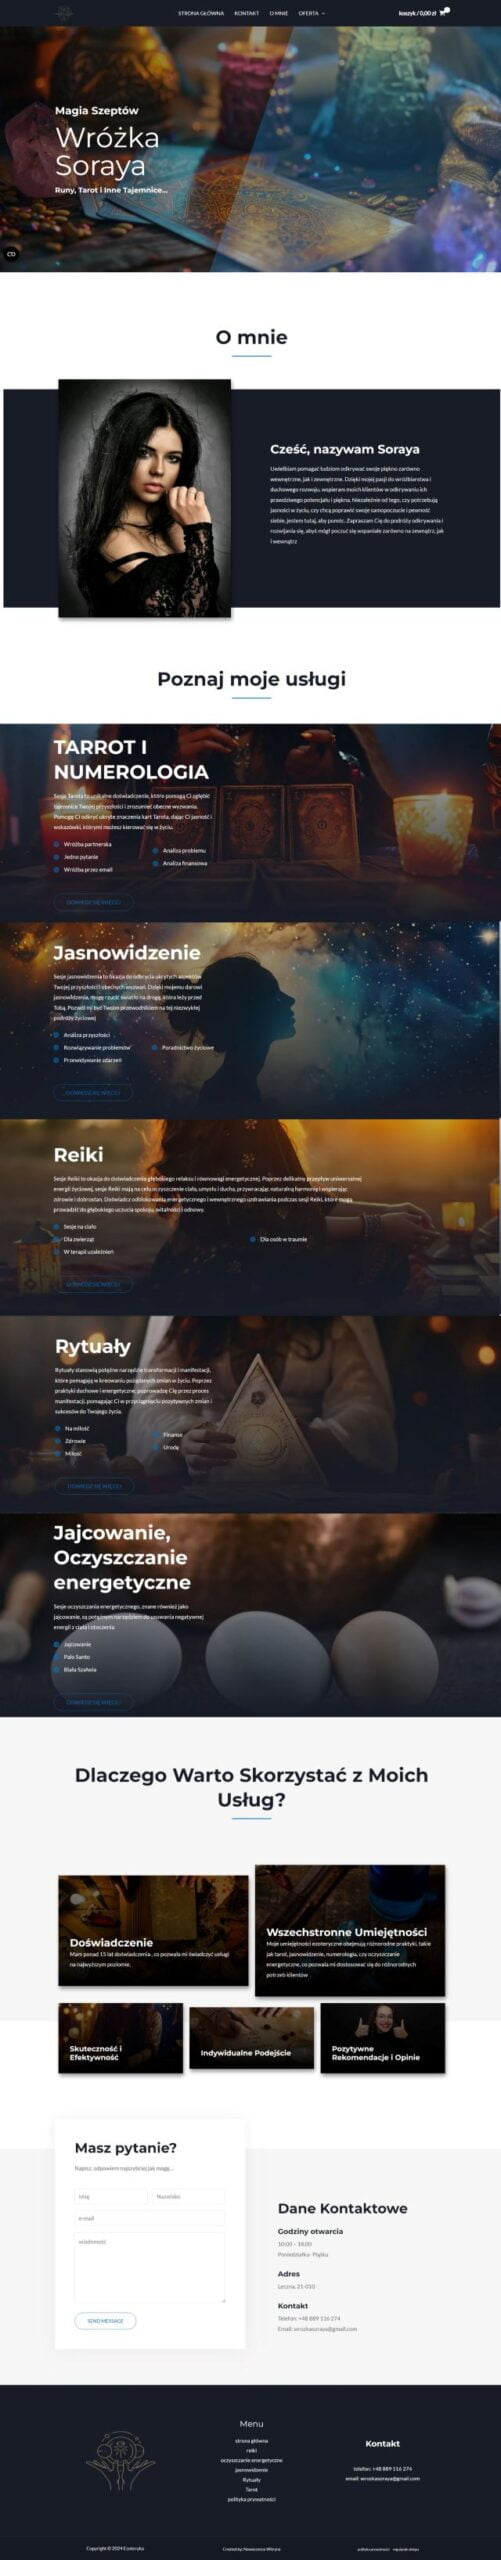 STRONA GŁÓWNA KONTAKT O MNIE OFERTA
koszyk / 0,00 zł
Magia Szeptów
Wróżka
Soraya
Runy, Tarot i Inne Tajemnice...
O mnie
Cześć, nazywam Soraya
Uwielbiam pomagać ludziom odkrywać swoje piękno zarówno
wewnętrzne, jak i zewnętrzne. Dzięki mojej pasji do wróżbiarstwa i
duchowego rozwoju, wspieram moich klientów w odkrywaniu ich
prawdziwego potencjału i piękna. Niezależnie od tego, czy potrzebują
jasności w życiu, czy chcą poprawić swoje samopoczucie i pewność
siebie, jestem tutaj, aby pomóc. Zapraszam Cię do podróży odkrywania i
rozwijania się, abyś mógł poczuć się wspaniale zarówno na zewnątrz, jak
i wewnątrz
Poznaj moje usługi
TARROT I
NUMEROLOGIA
Sesje Tarota to unikalne doświadczenie, które pomogą Ci zgłębić
tajemnice Twojej przyszłości i zrozumieć obecne wyzwania.
Pomogę Ci odkryć ukryte znaczenia kart Tarota, dając Ci jasność i
wskazówki, którymi możesz kierować się w życiu.
Wróżba partnerska
Jedno pytanie
Wróżba przez email
Analiza problemu
Analiza finansowa
DOWIEDZ SIĘ WIĘCEJ
Jasnowidzenie
Sesje jasnowidzenia to okazja do odkrycia ukrytych aspektów
Twojej przyszłości i obecnych wyzwań. Dzięki mojemu darowi
jasnowidzenia, mogę rzucić światło na drogę, która leży przed
Tobą. Pozwól mi być Twoim przewodnikiem na tej niezwykłej
podróży życiowej
Analiza przyszłości
Rozwiązywanie problemów
Przewidywanie zdarzeń
Poradnictwo życiowe
DOWIEDZ SIĘ WIĘCEJ
Reiki
Sesje Reiki to okazja do doświadczenia głębokiego relaksu i równowagi energetycznej. Poprzez delikatny przepływ uniwersalnej
energii życiowej, sesje Reiki mają na celu oczyszczenie ciała, umysłu i ducha, przywracając naturalną harmonię i wspierając
zdrowie i dobrostan. Doświadcz odblokowania energetycznego i wewnętrznego uzdrawiania podczas sesji Reiki, które mogą
prowadzić do głębokiego uczucia spokoju, witalności i odnowy.
Sesje na ciało
Dla zwierząt
W terapii uzależnień
Dla osób w traumie
DOWIEDZ SIĘ WIĘCEJ
Rytuały
Rytuały stanowią potężne narzędzie transformacji i manifestacji,
które pomagają w kreowaniu pożądanych zmian w życiu. Poprzez
praktyki duchowe i energetyczne, poprowadzę Cię przez proces
manifestacji, pomagając Ci w przyciągnięciu pozytywnych zmian i
sukcesów do Twojego życia.
Na miłość
Zdrowie
Miłość
Finanse
Urodę
DOWIEDZ SIĘ WIĘCEJ
Jajcowanie,
Oczyszczanie
energetyczne
Sesje oczyszczania energetycznego, znane również jako
jajcowanie, są potężnym narzędziem do usuwania negatywnej
energii z ciała i otoczenia
Jajcowanie
Palo Santo
Biała Szałwia
DOWIEDZ SIĘ WIĘCEJ
Dlaczego Warto Skorzystać z Moich
Usług?
Doświadczenie
Mam ponad 15 lat doświadczenia , co pozwala mi świadczyć usługi
na najwyższym poziomie.
Wszechstronne Umiejętności
Moje umiejętności ezoteryczne obejmują różnorodne praktyki, takie
jak tarot, jasnowidzenie, numerologia, czy oczyszczanie
energetyczne, co pozwala mi dostosować się do różnorodnych
potrzeb klientów
Skuteczność i
Efektywność
Indywidualne Podejście
Pozytywne
Rekomendacje i Opinie
Masz pytanie?
Napisz, odpowiem najszybciej jak mogę...
Imię
Nazwisko
e-mail
wiadomość
SEND MESSAGE
Dane Kontaktowe
Godziny otwarcia
10:00 – 18,00
Poniedziałku- Piątku
Adres
Leczna, 21-010
Kontakt
Telefon: +48 889 116 274
Email: wrozkasoraya@gmail.com
Menu
strona główna
reiki
oczyszczanie energetyczne
jasnowidzenie
Rytuały
Tarot
polityka prywatności
Kontakt
telefon: +48 889 116 274
email: wrozkasoraya@gmail.com
Copyright © 2024 Ezoteryka
Created by: Nowoczesna Witryna
polityka prywatności regulamin sklepu